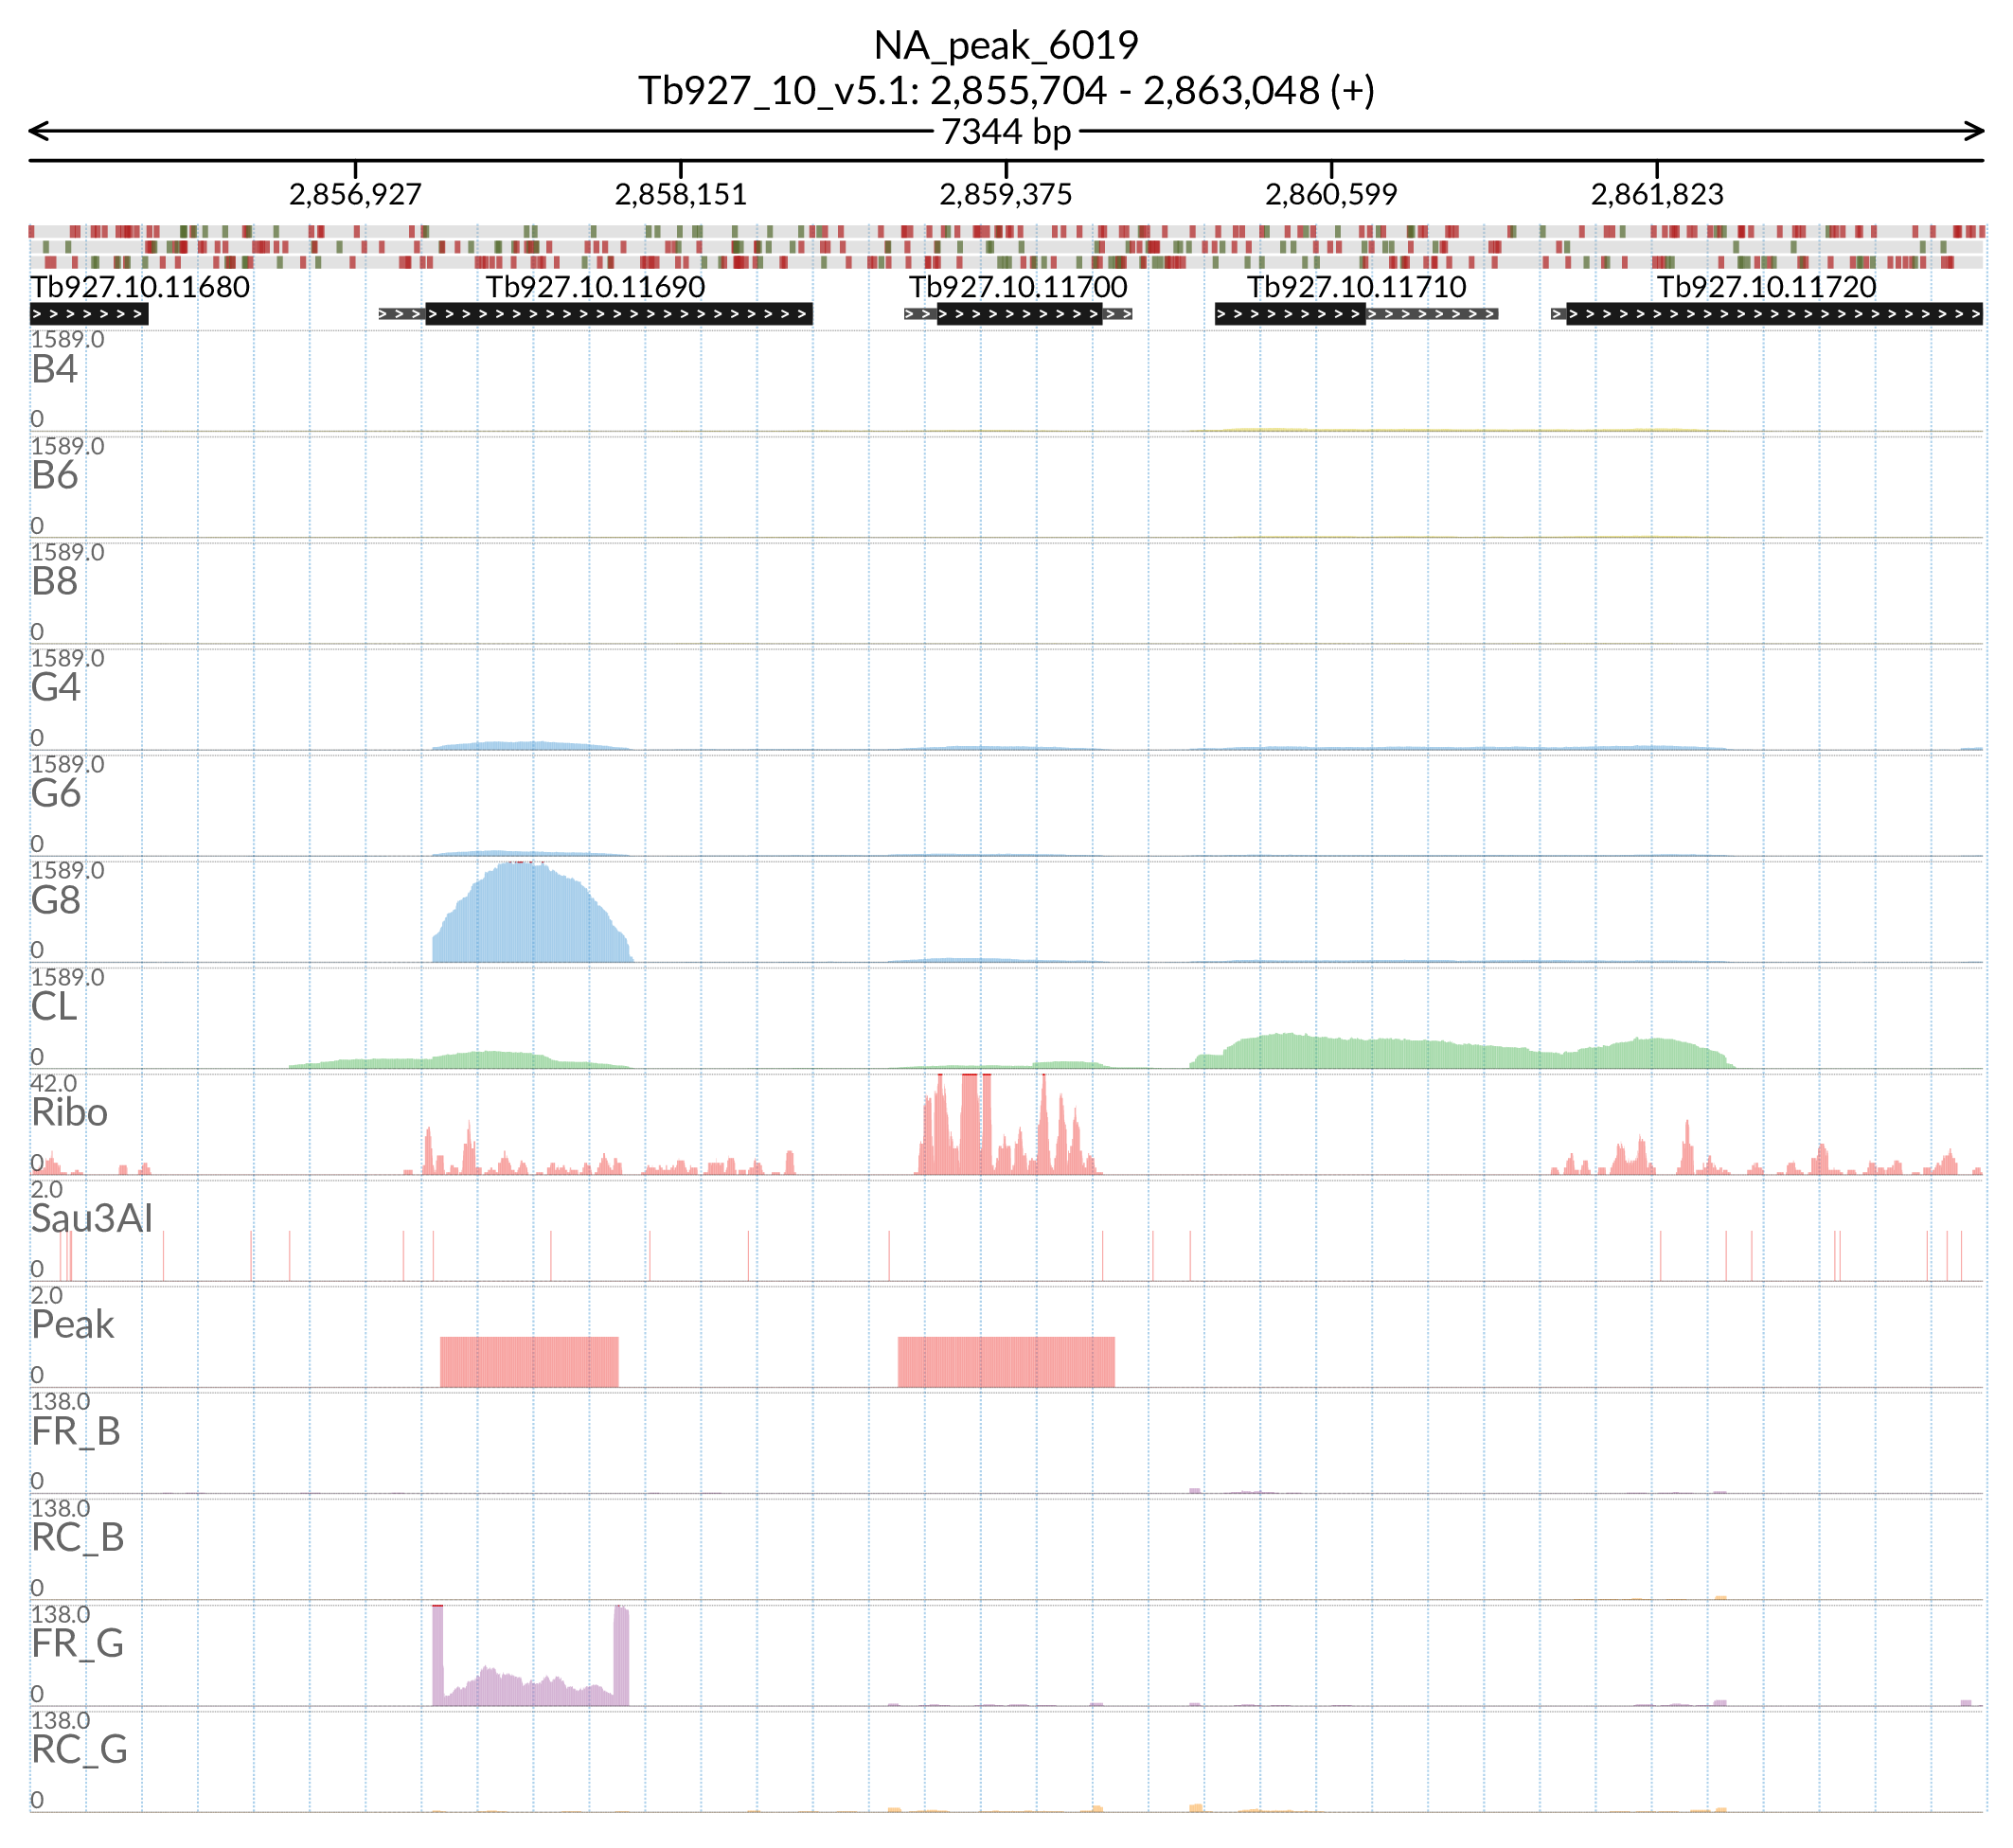 NA_peak_6019
Tb927_10_v5.1: 2,855,704 - 2,863,048 (+)
7344 bp
2,856,927 2,858,151 2,859,375 2,860,599 2,861,823
Tb927.10.11680 Tb927.10.11690 Tb927.10.11700 Tb927.10.11710 Tb927.10.11720
1589.0
B4
0
1589.0
B6
0
1589.0
B8
0
1589.0
G4
0
1589.0
G6
0
1589.0
G8
0
1589.0
CL
0
42.0
Ribo
0
2.0
Sau3AI
0
2.0
Peak
0
138.0
FR_B
0
138.0
RC_B
0
138.0
FR_G
0
138.0
RC_G
0